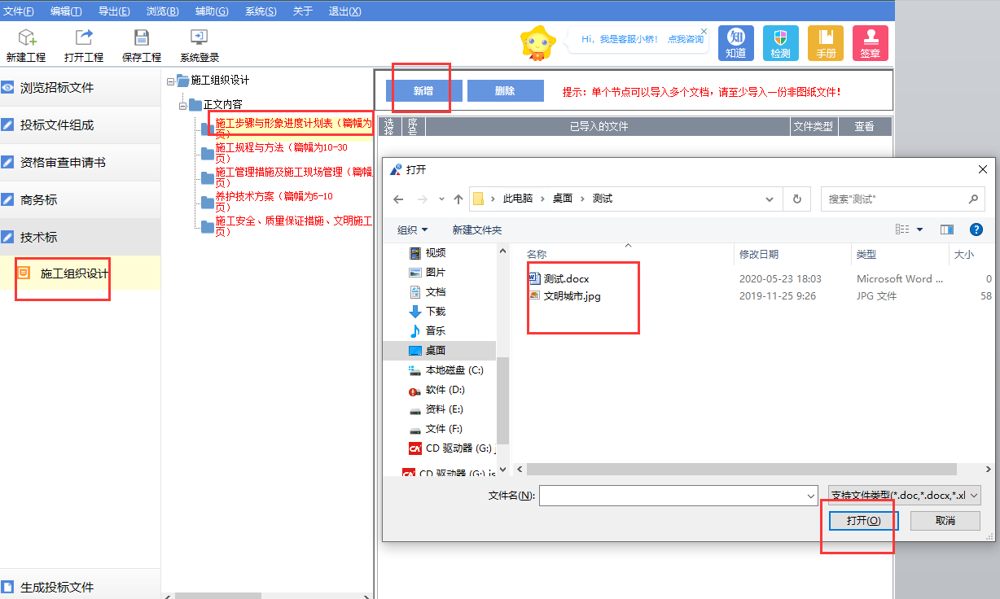 文件(F) 编辑(T) 导出(E) 浏览(B) 辅助(G) 系统(S) 关于 退出(X)
新建工程 打开工程 保存工程 系统登录
Hi, 我是客服小桥! 点我咨询
知
知道 检测 手册 签章
浏览招标文件
投标文件组成
资格审查申请书
商务标
技术标
施工组织设计
生成投标文件
施工组织设计
正文内容
施工步骤与形象进度计划表（篇幅为
页）
施工规程与方法（篇幅为10-30
页）
施工管理措施及施工现场管理（篇幅
页）
养护技术方案（篇幅为5-10
页）
施工安全、质量保证措施、文明施工
页）
新增 删除 提示: 单个节点可以导入多个文档, 请至少导入一份非图纸文件!
选择 序号 已导入的文件 文件类型 查看
打开
此电脑 桌面 测试
搜索"测试"
组织 新建文件夹
视频
图片
文档
下载
音乐
桌面
本地磁盘 (C:)
软件 (D:)
资料 (E:)
文件 (F:)
CD 驱动器 (G:) j
CD 驱动器 (G:) js
名称 修改日期 类型 大小
测试.docx 2020-05-23 18:03 Microsoft Word ... 0
文明城市.jpg 2019-11-25 9:26 JPG 文件 58
文件名(N): 支持文件类型(*.doc,*.docx,*.xl
打开(O) 取消